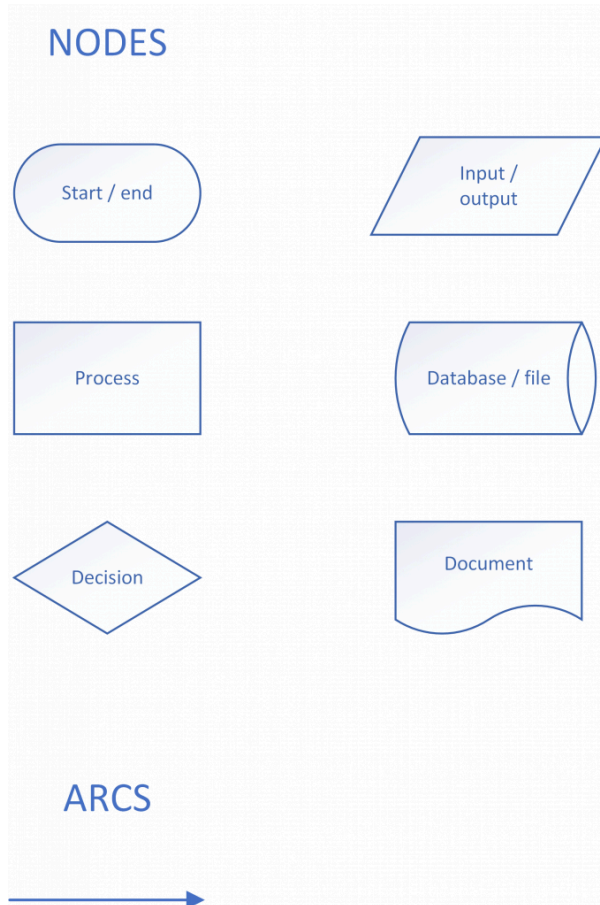 NODES
Start / end
Input /
output
Process
Database / file
Decision
Document
ARCS